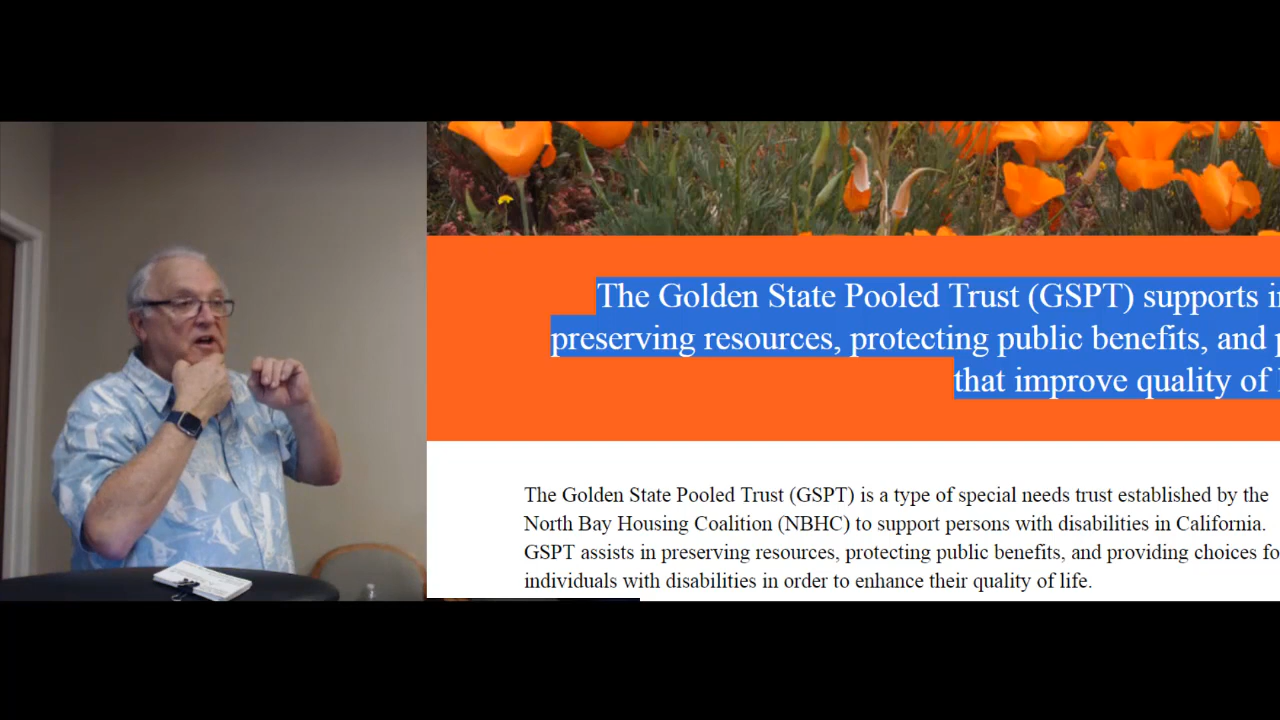 The Golden State Pooled Trust (GSPT) supports
preserving resources, protecting public benefits, and
that improve quality of
The Golden State Pooled Trust (GSPT) is a type of special needs trust established by the
North Bay Housing Coalition (NBHC) to support persons with disabilities in California.
GSPT assists in preserving resources, protecting public benefits, and providing choices
individuals with disabilities in order to enhance their quality of life.